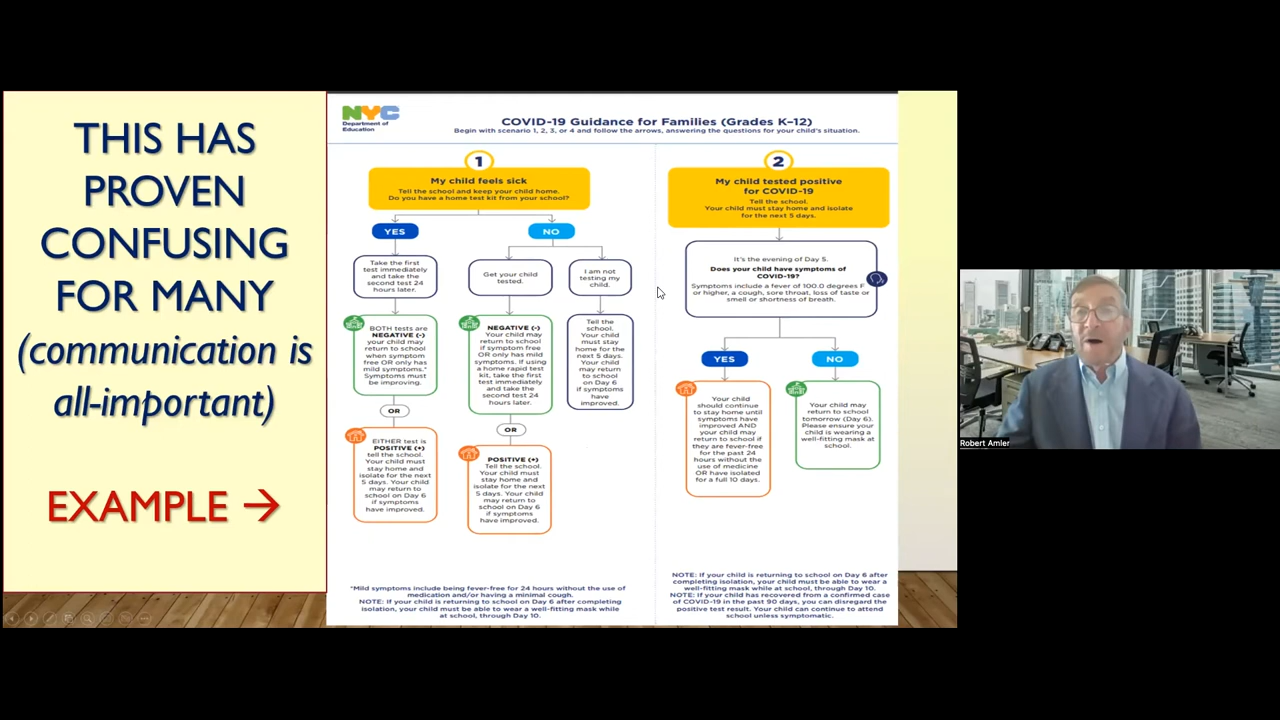 THIS HAS
PROVEN
CONFUSING
FOR MANY
(communication is
all-important)
EXAMPLE →
NYC
Department of
Education
COVID-19 Guidance for Families (Grades K–12)
Begin with scenario 1, 2, 3, or 4 and follow the arrows, answering the questions for your child's situation.
1
My child feels sick
Tell the school and keep your child home.
Do you have a home test kit from your school?
YES
NO
Take the first
test immediately
and take the
second test 24
hours later.
Get your child
tested.
I am not
testing my
child.
BOTH tests are
NEGATIVE (-)
your child may
return to school
when symptom
free OR only has
mild symptoms.*
Symptoms must
be improving.
OR
EITHER test is
POSITIVE (+)
tell the school.
Your child must
stay home and
isolate for the next
5 days. Your child
may return to
school on Day 6
if symptoms
have improved.
NEGATIVE (-)
Your child may
return to school
if symptom free
OR only has mild
symptoms. If using
a home rapid test
kit, take the first
test immediately
and take the
second test 24
hours later.
OR
POSITIVE (+)
Tell the school.
Your child must
stay home and
isolate for the next
5 days. Your child
may return to
school on Day 6
if symptoms
have improved.
Tell the
school.
Your child
must stay
home for the
next 5 days.
Your child
may return
to school
on Day 6
if symptoms
have
improved.
*Mild symptoms include being fever-free for 24 hours without the use of
medication and/or having a minimal cough.
NOTE: If your child is returning to school on Day 6 after completing
isolation, your child must be able to wear a well-fitting mask while
at school, through Day 10.
2
My child tested positive
for COVID-19
Tell the school.
Your child must stay home and isolate
for the next 5 days.
It's the evening of Day 5.
Does your child have symptoms of
COVID-19?
Symptoms include a fever of 100.0 degrees F
or higher, a cough, sore throat, loss of taste or
smell or shortness of breath.
YES
NO
Your child
should continue
to stay home until
symptoms have
improved AND
your child may
return to school if
they are fever-free
for the past 24
hours without the
use of medicine
OR have isolated
for a full 10 days.
Your child may
return to school
tomorrow (Day 6).
Please ensure your
child is wearing a
well-fitting mask at
school.
NOTE: If your child is returning to school on Day 6 after
completing isolation, your child must be able to wear a
well-fitting mask while at school, through Day 10.
NOTE: If your child has recovered from a confirmed case
of COVID-19 in the past 90 days, you can disregard the
positive test result. Your child can continue to attend
school unless symptomatic.
Robert Amler